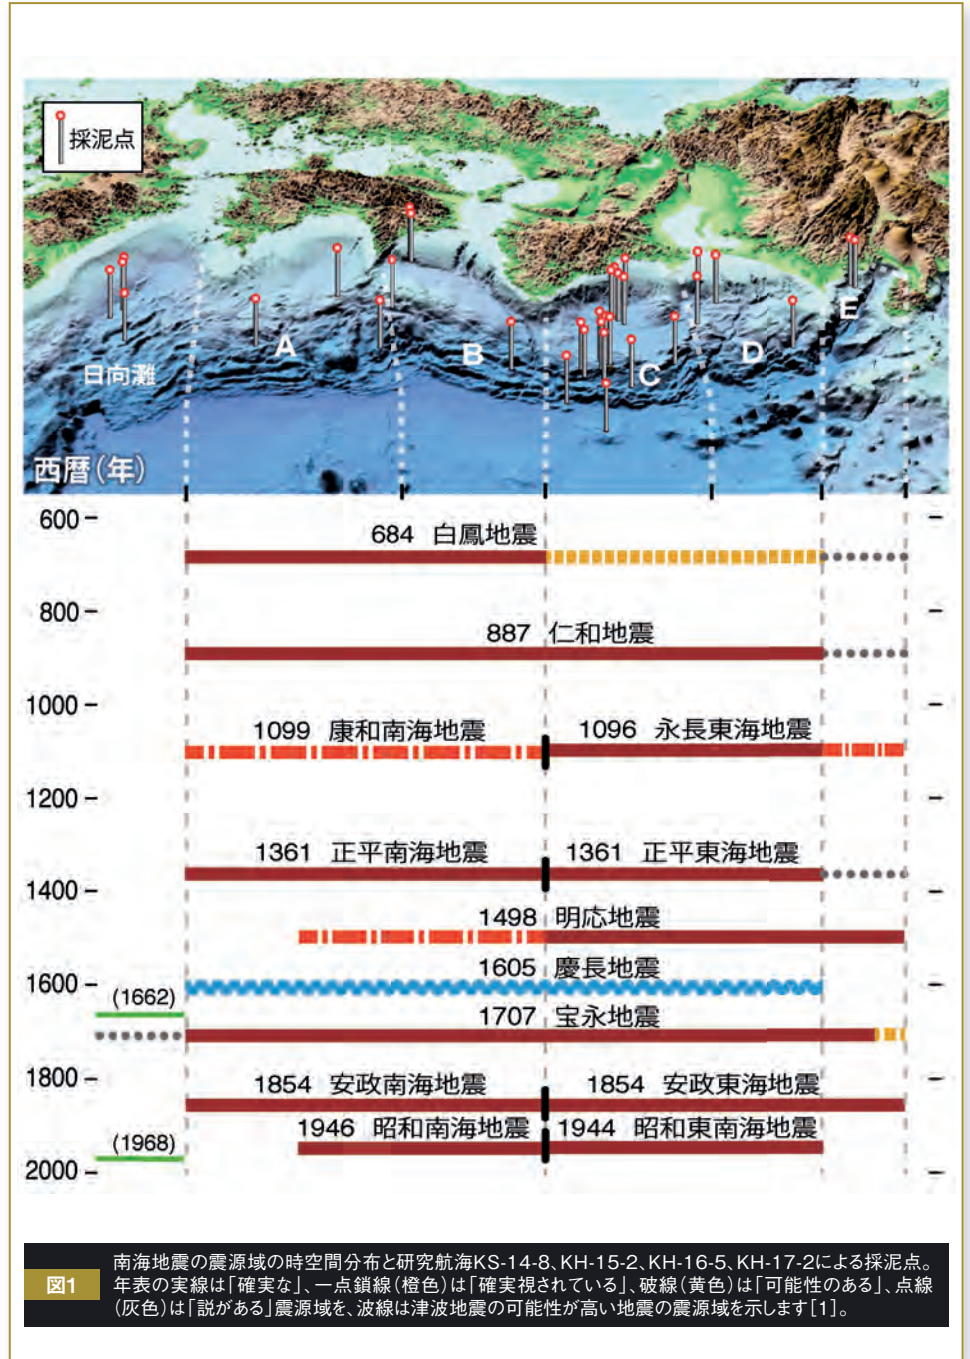 採泥点
A
B
C
D
E
日向灘
西暦(年)
600
684 白鳳地震
800
887 仁和地震
1000
1099 康和南海地震
1096 永長東海地震
1200
1361 正平南海地震
1361 正平東海地震
1400
1498 明応地震
1605 慶長地震
1600
(1662)
1707 宝永地震
1800
1854 安政南海地震
1854 安政東海地震
1946 昭和南海地震
1944 昭和東南海地震
(1968)
2000
図1
南海地震の震源域の時空間分布と研究航海KS-14-8、KH-15-2、KH-16-5、KH-17-2による採泥点。
年表の実線は「確実な」、一点鎖線(橙色)は「確実視されている」、破線(黄色)は「可能性のある」、点線
(灰色)は「説がある」震源域を、波線は津波地震の可能性が高い地震の震源域を示します[1]。